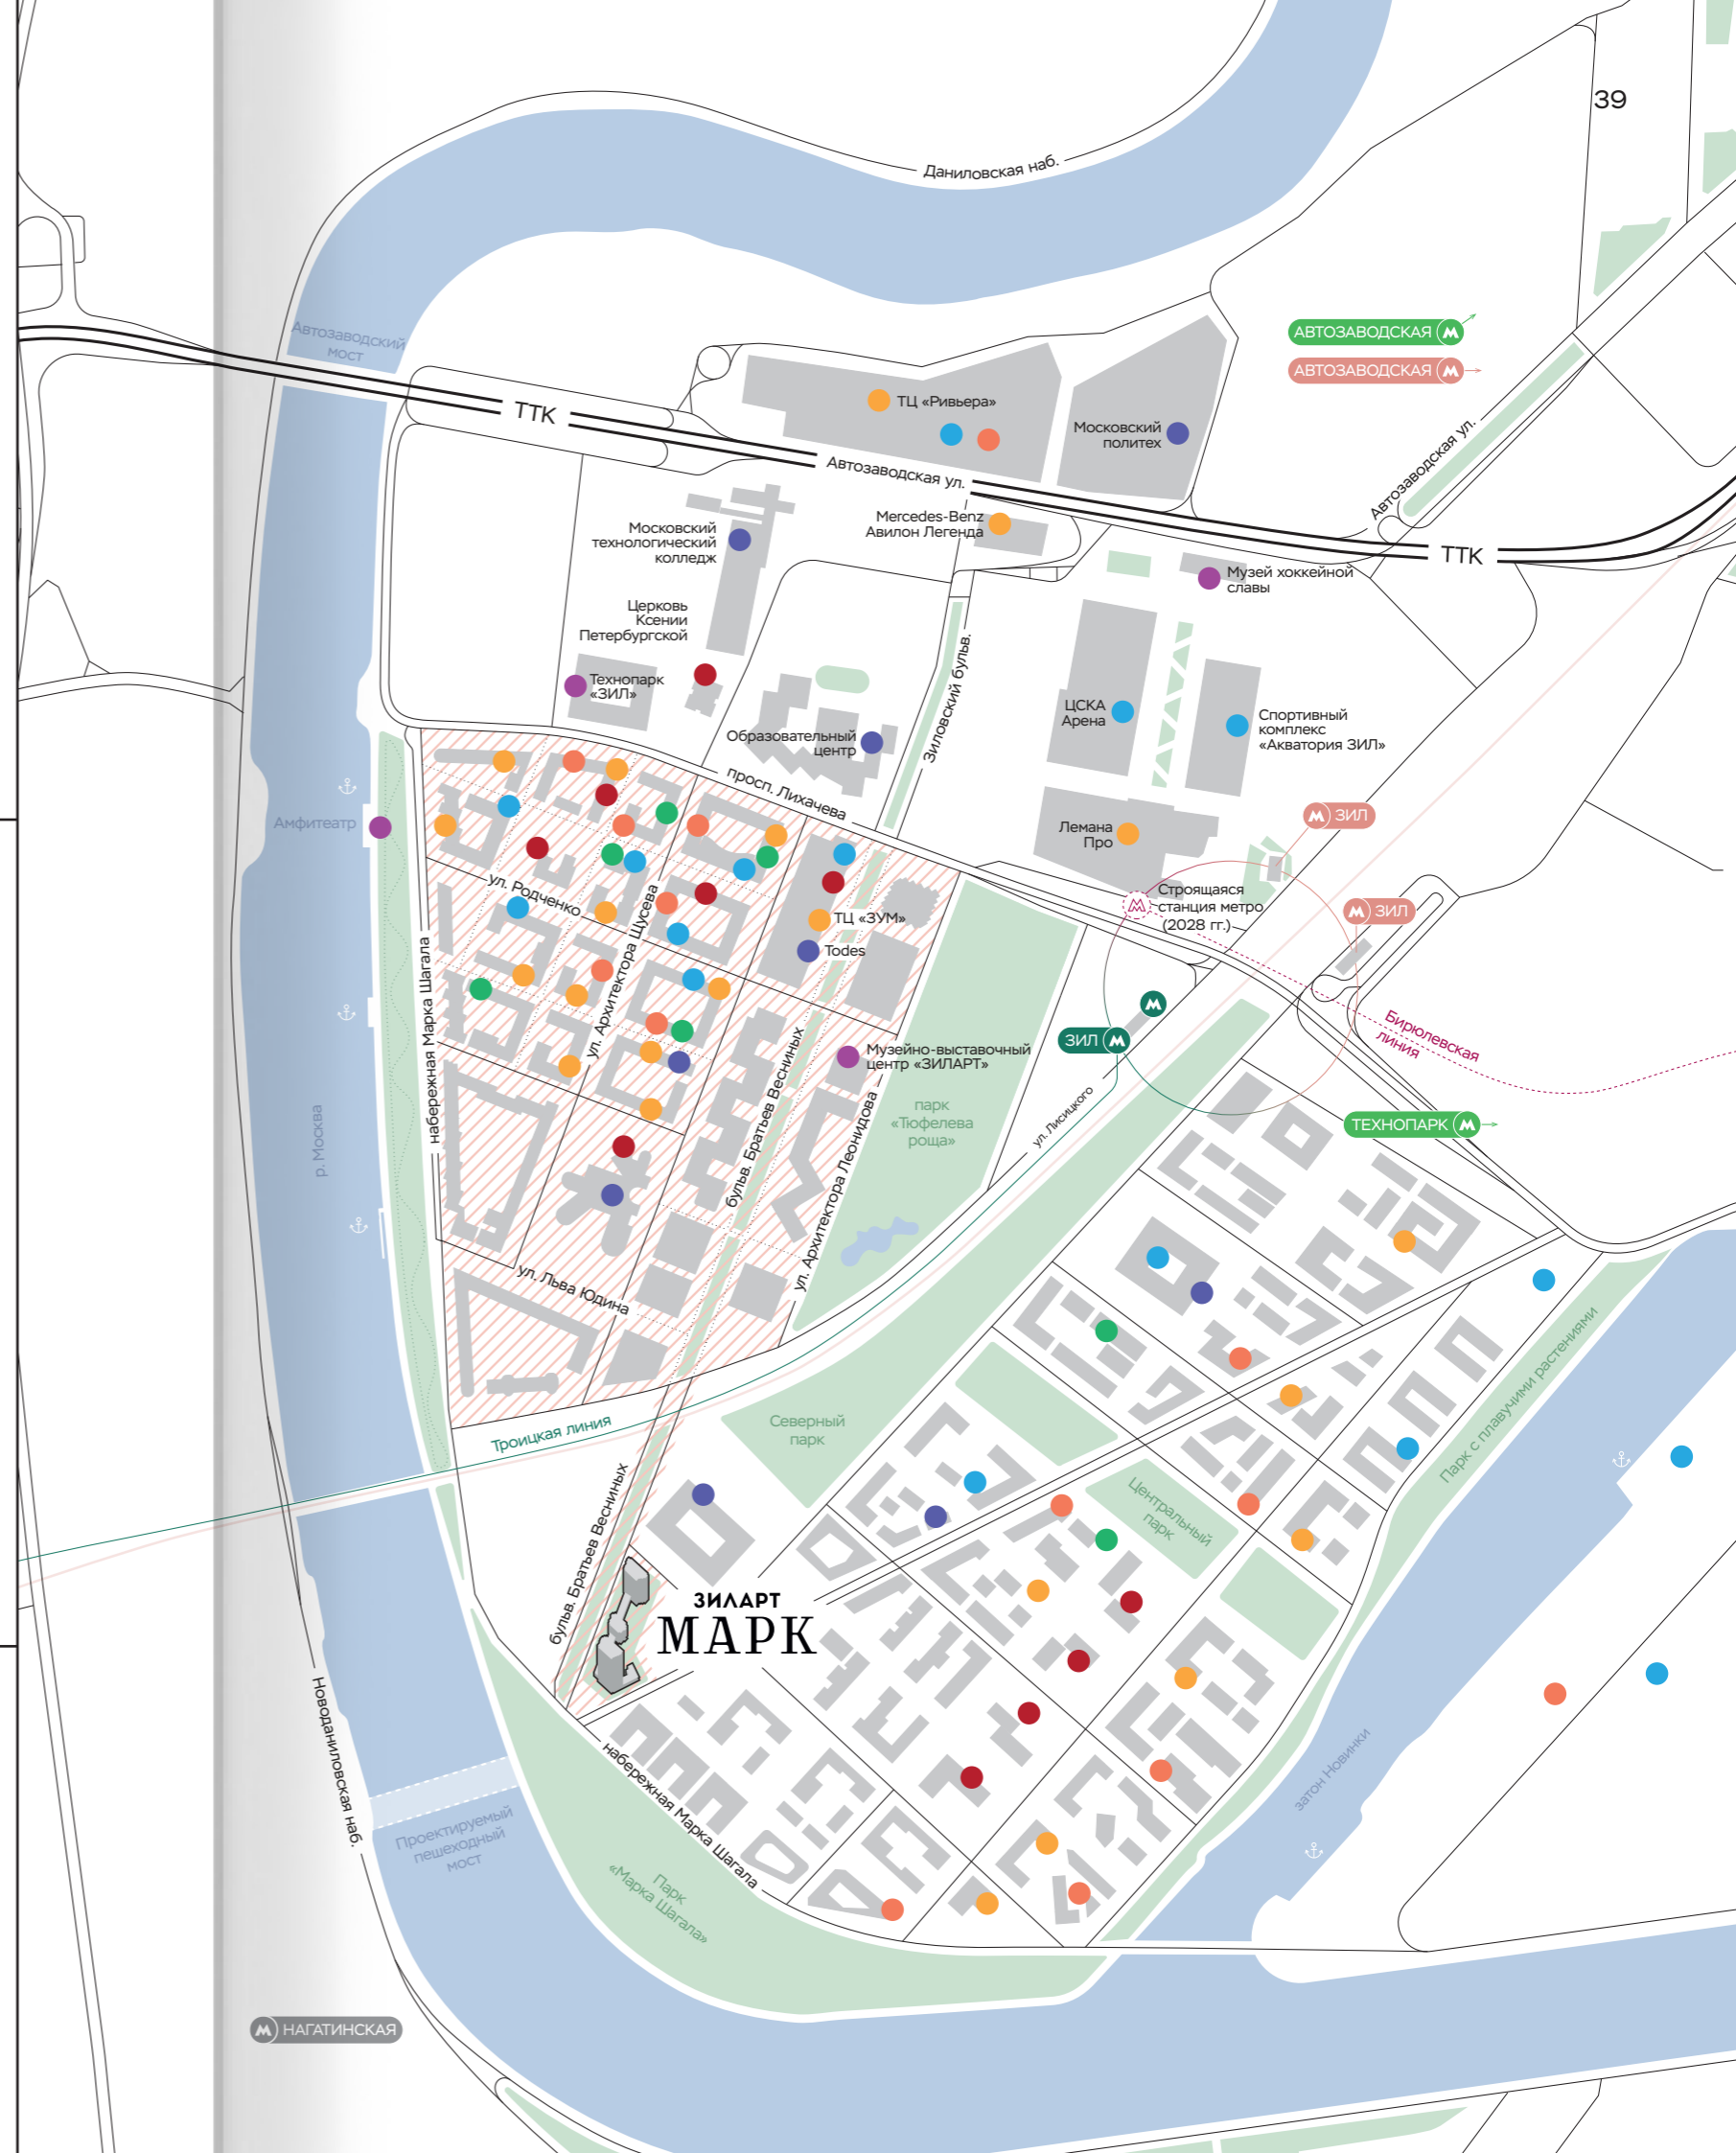 39
Даниловская наб.
Автозаводский
мост
АВТОЗАВОДСКАЯ
АВТОЗАВОДСКАЯ
ТТК
ТЦ «Ривьера»
Московский
политех
Автозаводская ул.
Автозаводская ул.
Mercedes-Benz
Авилон Легенда
ТТК
Московский
технологический
колледж
Музей хоккейной
славы
Церковь
Ксении
Петербургской
Технопарк
«ЗИЛ»
Зиловский бульв.
ЦСКА
Арена
Спортивный
комплекс
«Акватория ЗИЛ»
Образовательный
центр
просп. Лихачева
Амфитеатр
Лемана
Про
ЗИЛ
ул. Родченко
Строящаяся
станция метро
(2028 гг.)
ЗИЛ
ТЦ «ЗУМ»
Todes
ул. Архитектора Щусева
набережная Марка Шагала
ЗИЛ
Бирюлевская
линия
Музейно-выставочный
центр «ЗИЛАРТ»
бульв. Братьев Весниных
парк
«Тюфелева
роща»
ул. Лисицкого
ТЕХНОПАРК
р. Москва
ул. Архитектора Леонидова
ул. Льва Юдина
Парк с плавучими растениями
Троицкая линия
Северный
парк
Центральный
парк
бульв. Братьев Весниных
ЗИЛАРТ
МАРК
Новоданиловская наб.
набережная Марка Шагала
затон Новинки
Проектируемый
пешеходный
мост
Парк
«Марка Шагала»
НАГАТИНСКАЯ